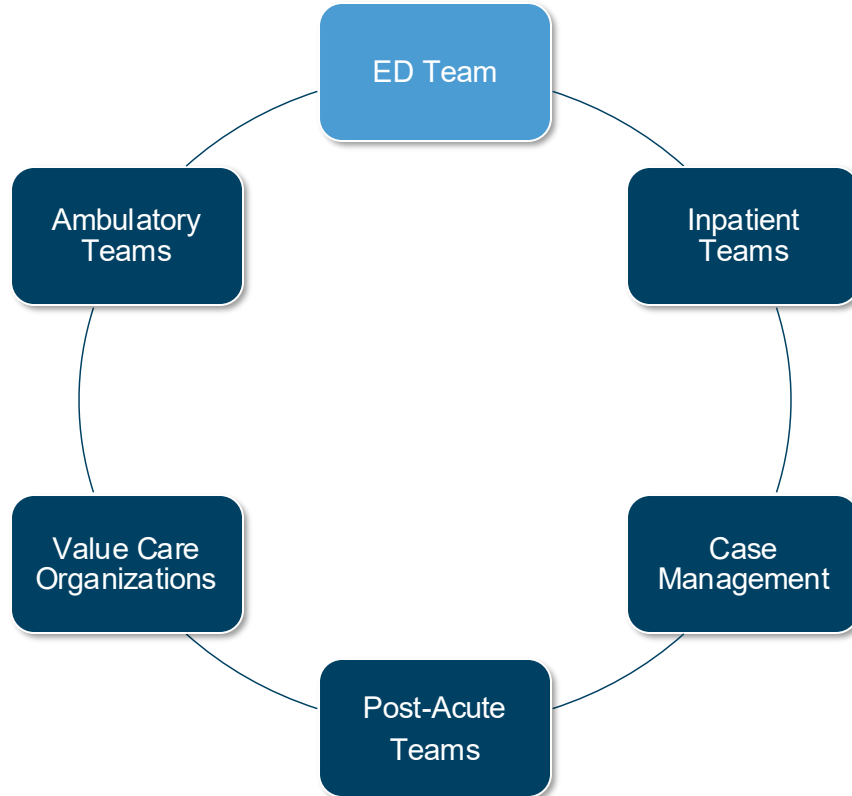 ED Team
Ambulatory
Teams
Inpatient
Teams
Value Care
Organizations
Case
Management
Post-Acute
Teams